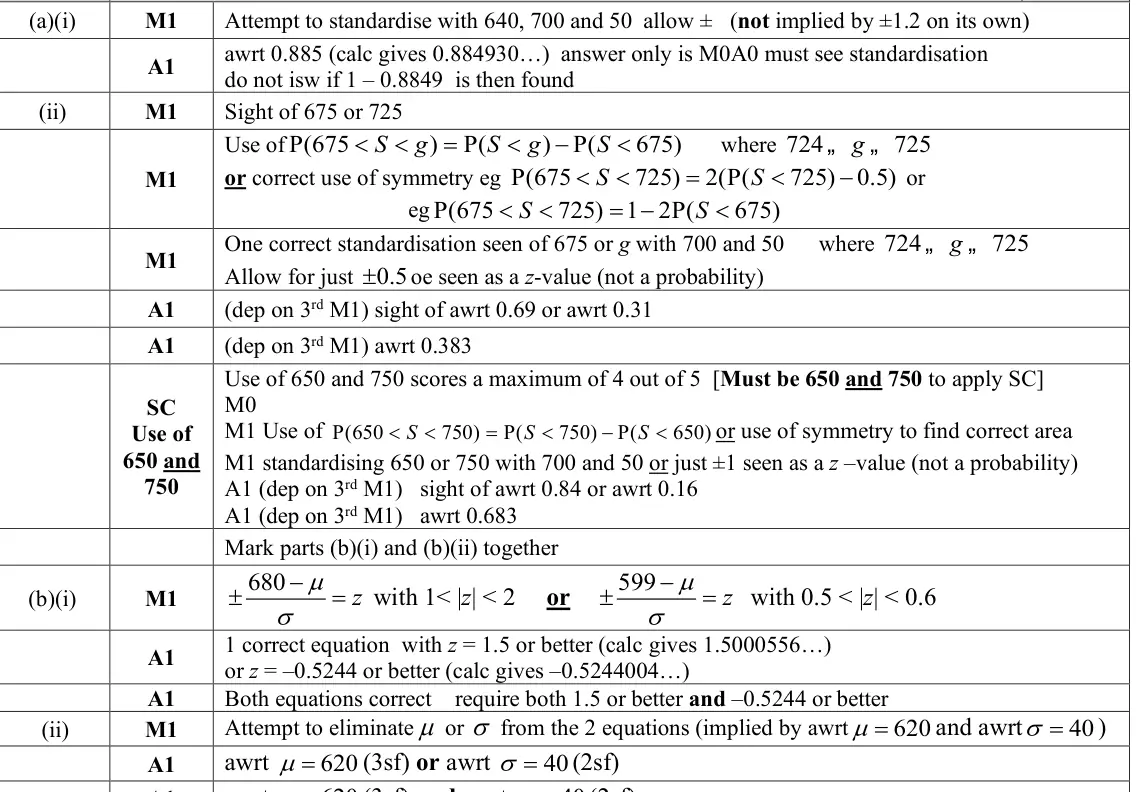 (a)(i) M1 Attempt to standardise with 640, 700 and 50 allow ± (not implied by ±1.2 on its own)
A1 awrt 0.885 (calc gives 0.884930…) answer only is M0A0 must see standardisation
do not isw if 1 – 0.8849 is then found
(ii) M1 Sight of 675 or 725
M1 Use of P(675 < S < g) = P(S < g) − P(S < 675) where 724 „ g „ 725
or correct use of symmetry eg P(675 < S < 725) = 2(P(S < 725) − 0.5) or
eg P(675 < S < 725) = 1 − 2P(S < 675)
M1 One correct standardisation seen of 675 or g with 700 and 50 where 724 „ g „ 725
Allow for just ±0.5 oe seen as a z-value (not a probability)
A1 (dep on 3rd M1) sight of awrt 0.69 or awrt 0.31
A1 (dep on 3rd M1) awrt 0.383
SC Use of 650 and 750
Use of 650 and 750 scores a maximum of 4 out of 5 [Must be 650 and 750 to apply SC]
M0
M1 Use of P(650 < S < 750) = P(S < 750) − P(S < 650) or use of symmetry to find correct area
M1 standardising 650 or 750 with 700 and 50 or just ±1 seen as a z –value (not a probability)
A1 (dep on 3rd M1) sight of awrt 0.84 or awrt 0.16
A1 (dep on 3rd M1) awrt 0.683
Mark parts (b)(i) and (b)(ii) together
(b)(i) M1 ± (680 − μ)/σ = z with 1< |z| < 2 or ± (599 − μ)/σ = z with 0.5 < |z| < 0.6
A1 1 correct equation with z = 1.5 or better (calc gives 1.5000556…)
or z = –0.5244 or better (calc gives –0.5244004…)
A1 Both equations correct require both 1.5 or better and –0.5244 or better
(ii) M1 Attempt to eliminate μ or σ from the 2 equations (implied by awrt μ = 620 and awrt σ = 40 )
A1 awrt μ = 620 (3sf) or awrt σ = 40 (2sf)